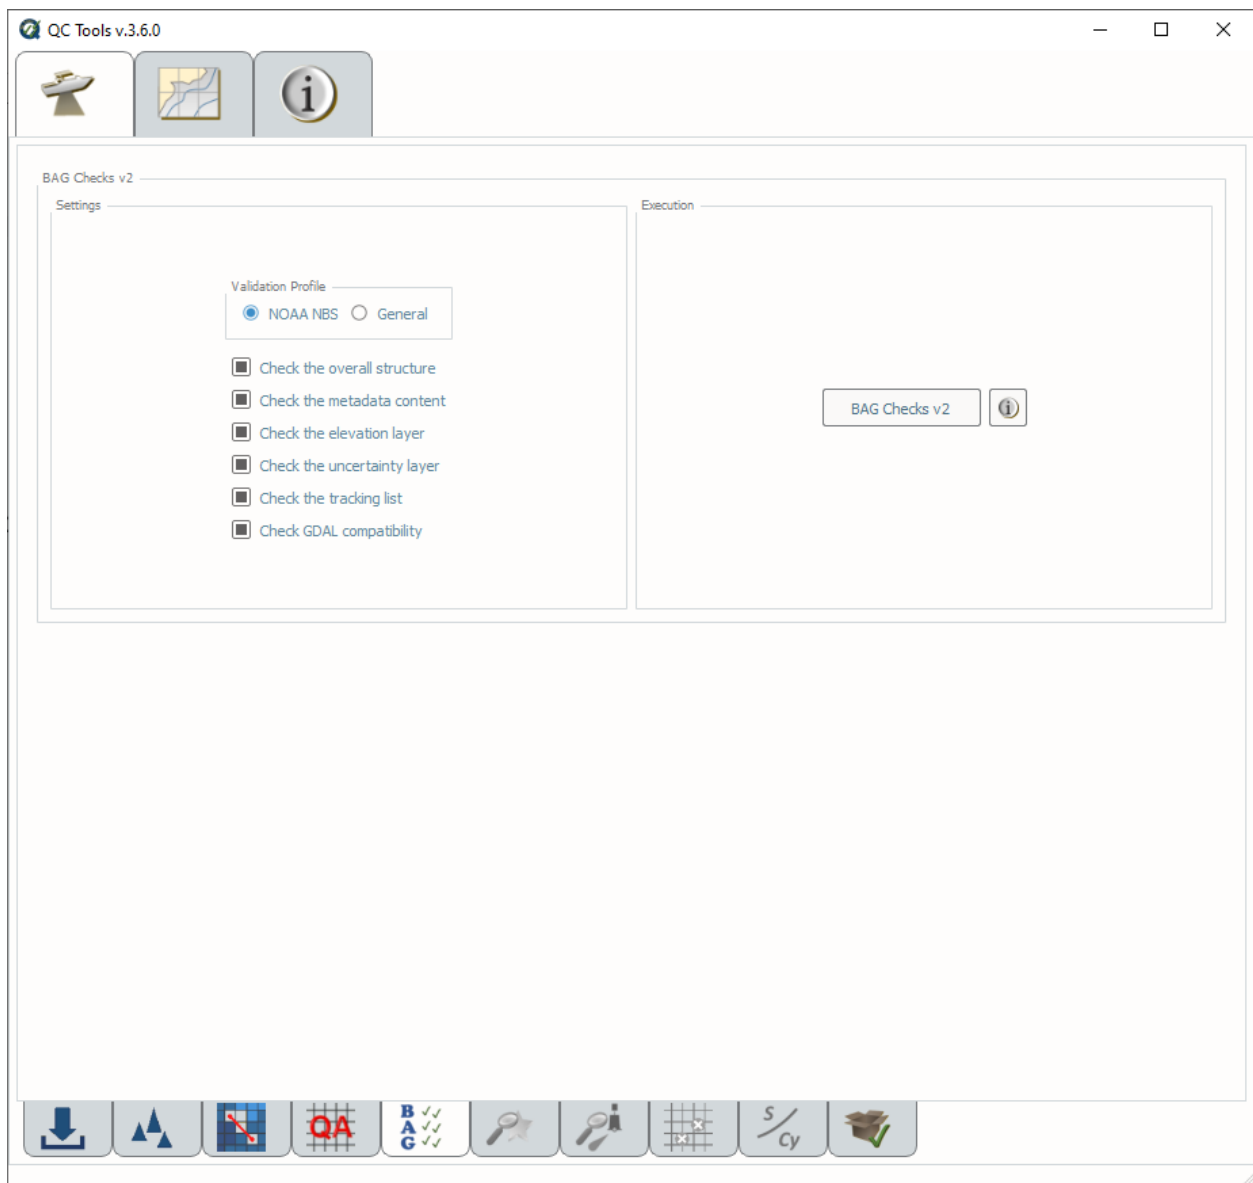 QC Tools v.3.6.0
BAG Checks v2
Settings
Execution
Validation Profile
NOAA NBS
General
Check the overall structure
Check the metadata content
Check the elevation layer
Check the uncertainty layer
Check the tracking list
Check GDAL compatibility
BAG Checks v2
i
i
QA
B
A
G
S/Cy